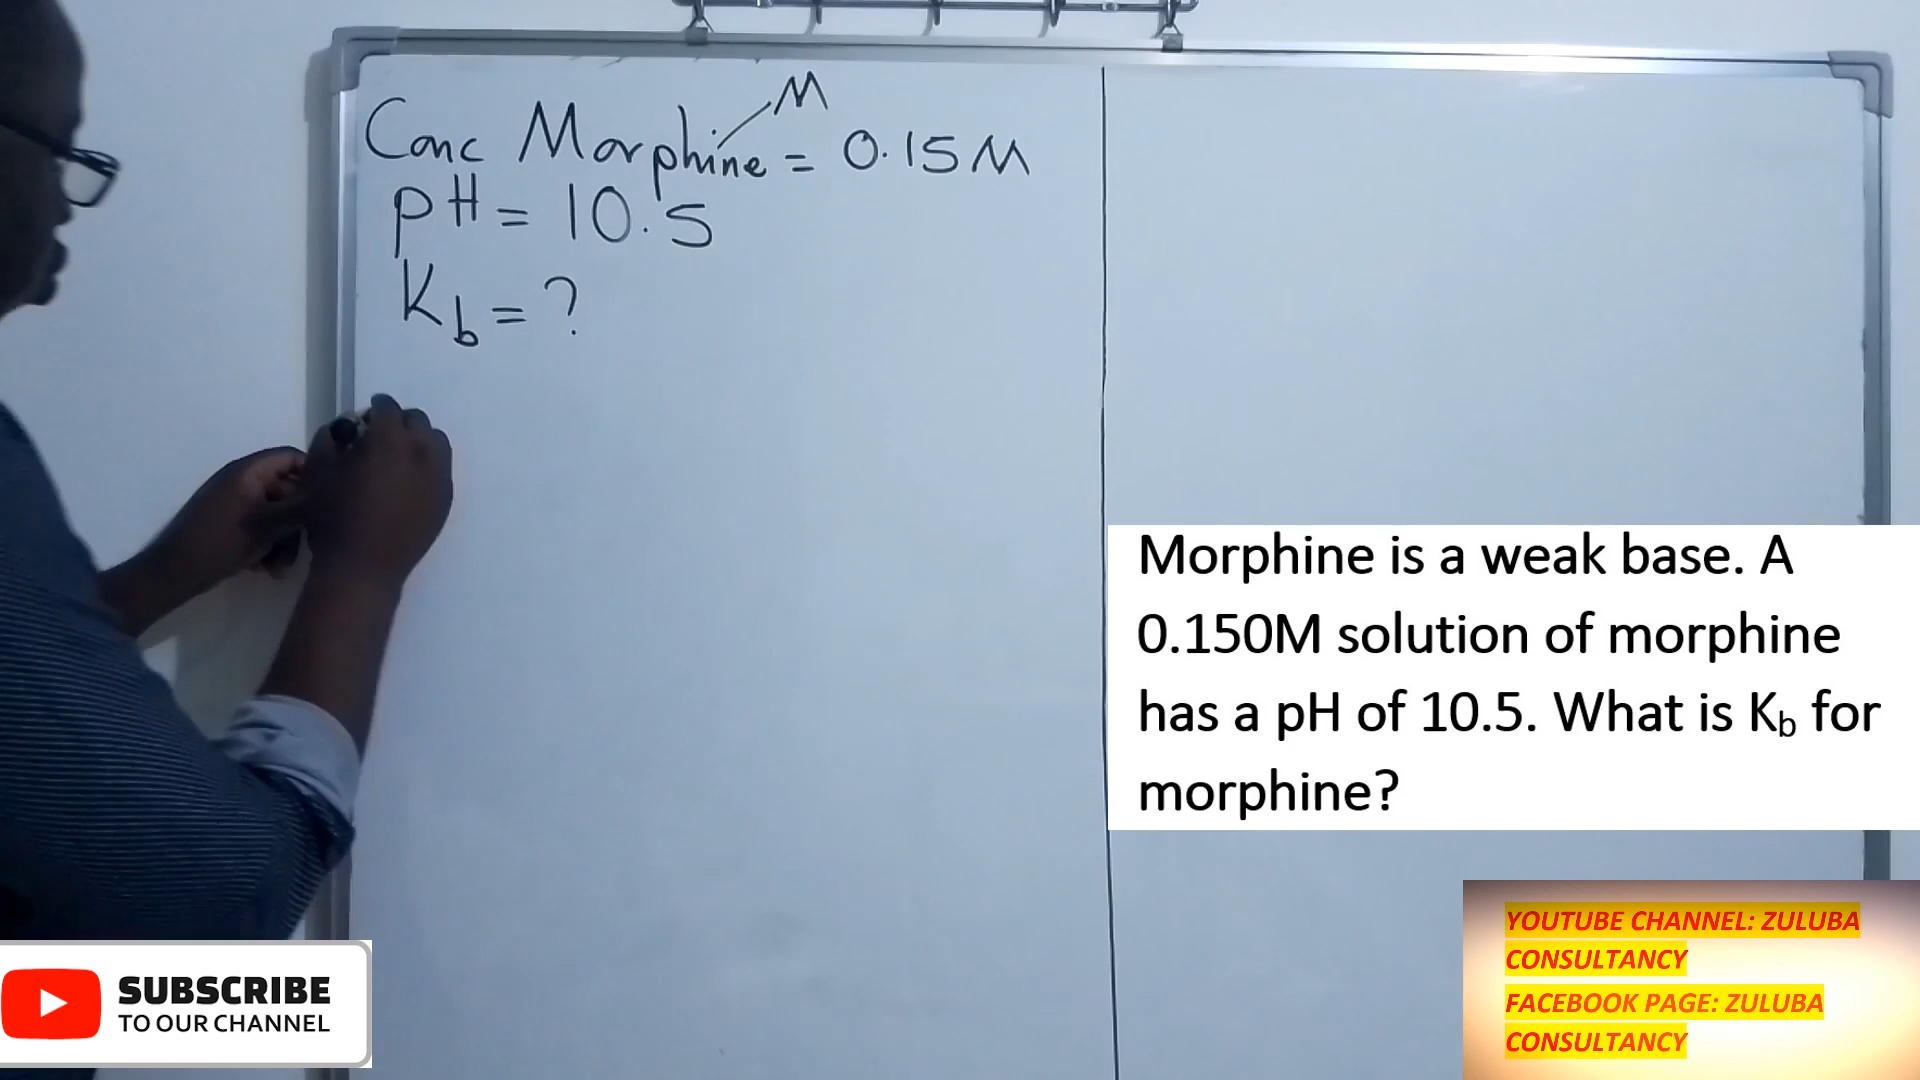 M
Conc Morphine = 0.15M
pH = 10.5
Kb = ?
Morphine is a weak base. A
0.150M solution of morphine
has a pH of 10.5. What is Kb for
morphine?
YOUTUBE CHANNEL: ZULUBA
CONSULTANCY
FACEBOOK PAGE: ZULUBA
CONSULTANCY
SUBSCRIBE
TO OUR CHANNEL